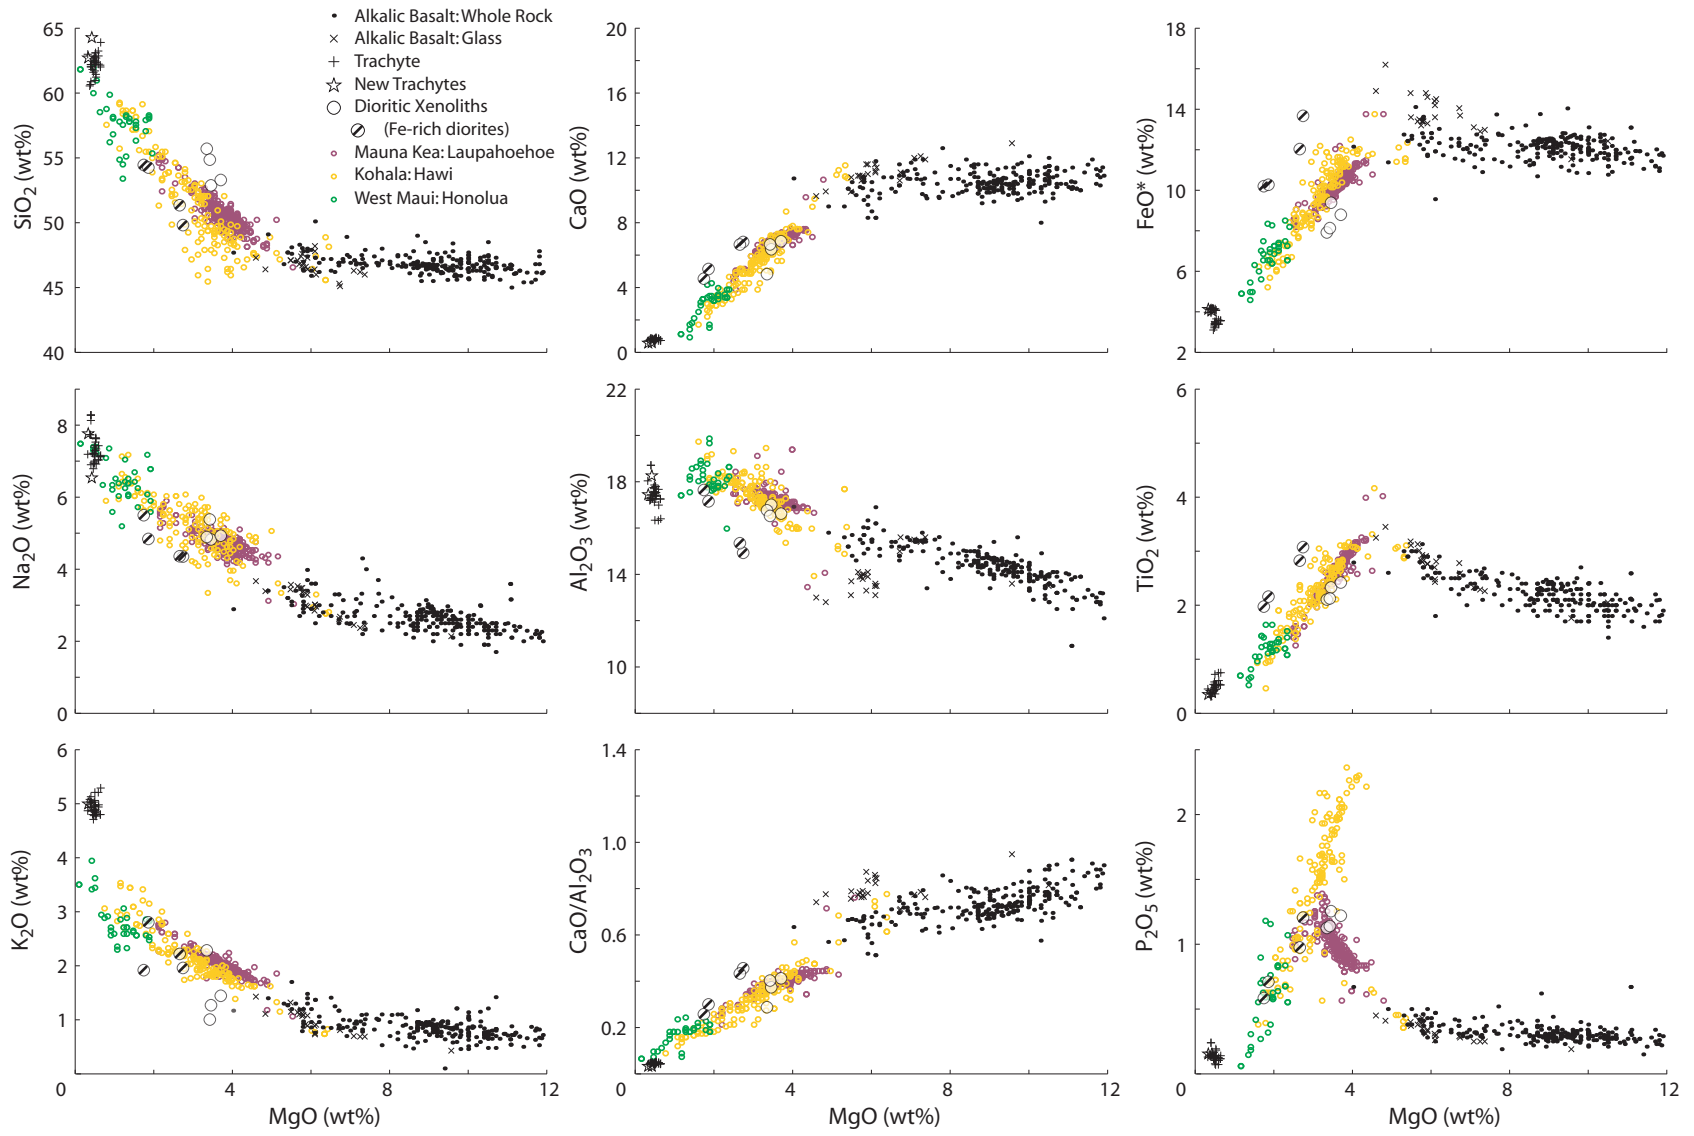 Alkalic Basalt: Whole Rock
Alkalic Basalt: Glass
Trachyte
New Trachytes
Dioritic Xenoliths
(Fe-rich diorites)
Mauna Kea: Laupahoehoe
Kohala: Hawi
West Maui: Honolua
SiO2 (wt%)
65
60
55
50
45
40
CaO (wt%)
20
16
12
8
4
0
FeO* (wt%)
18
14
10
6
2
Na2O (wt%)
8
6
4
2
0
Al2O3 (wt%)
22
18
14
10
TiO2 (wt%)
6
4
2
0
K2O (wt%)
6
5
4
3
2
1
0 4 8 12
MgO (wt%)
CaO/Al2O3
1.4
1.0
0.6
0.2
0 4 8 12
MgO (wt%)
P2O5 (wt%)
2
1
0 4 8 12
MgO (wt%)